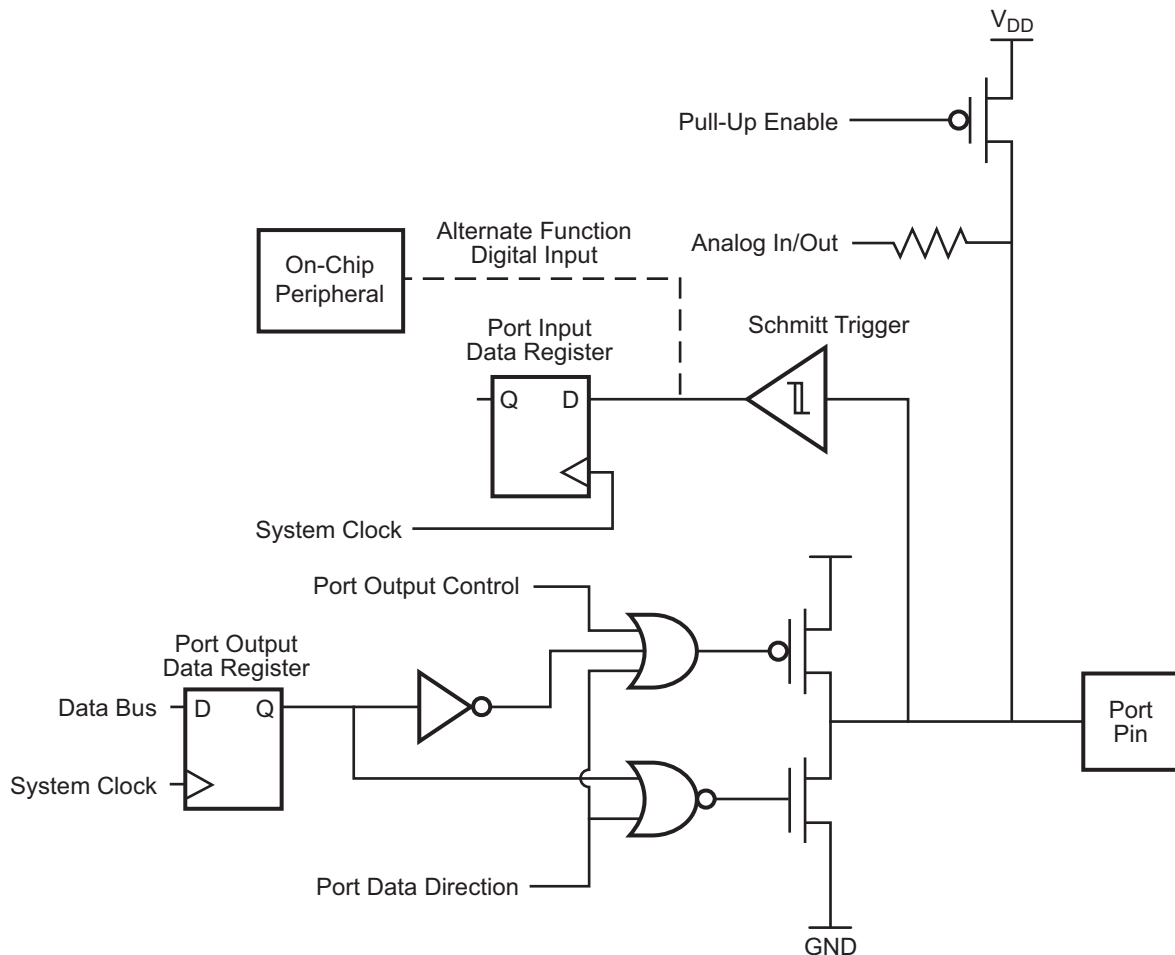 VDD
Pull-Up Enable
Analog In/Out
Alternate Function
Digital Input
On-Chip
Peripheral
Port Input
Data Register
Schmitt Trigger
Q D
System Clock
Port Output Control
Port Output
Data Register
Data Bus
D Q
System Clock
Port
Pin
Port Data Direction
GND